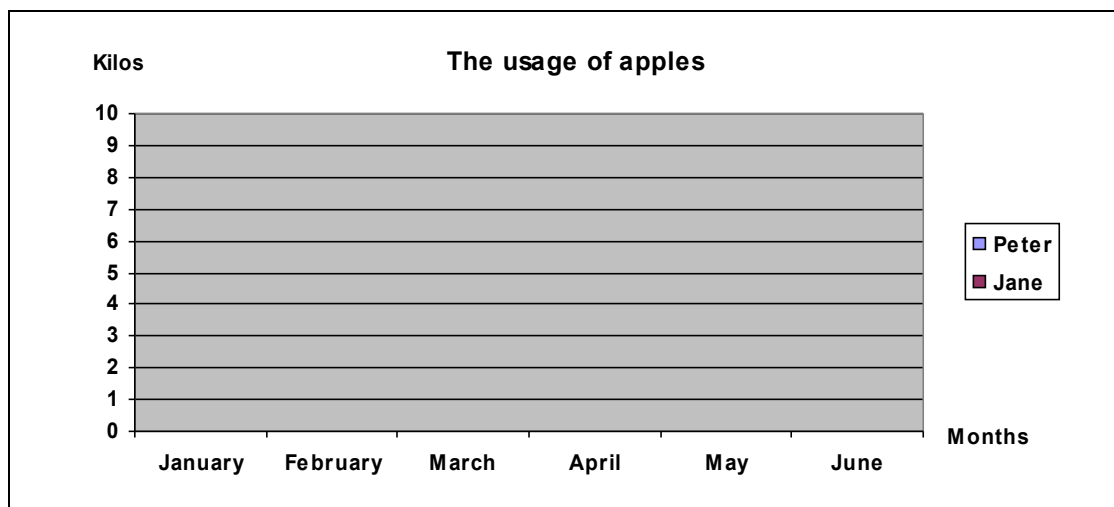 The usage of apples
Kilos
10
9
8
7
6
5
4
3
2
1
0
January February March April May June
Months
Peter
Jane